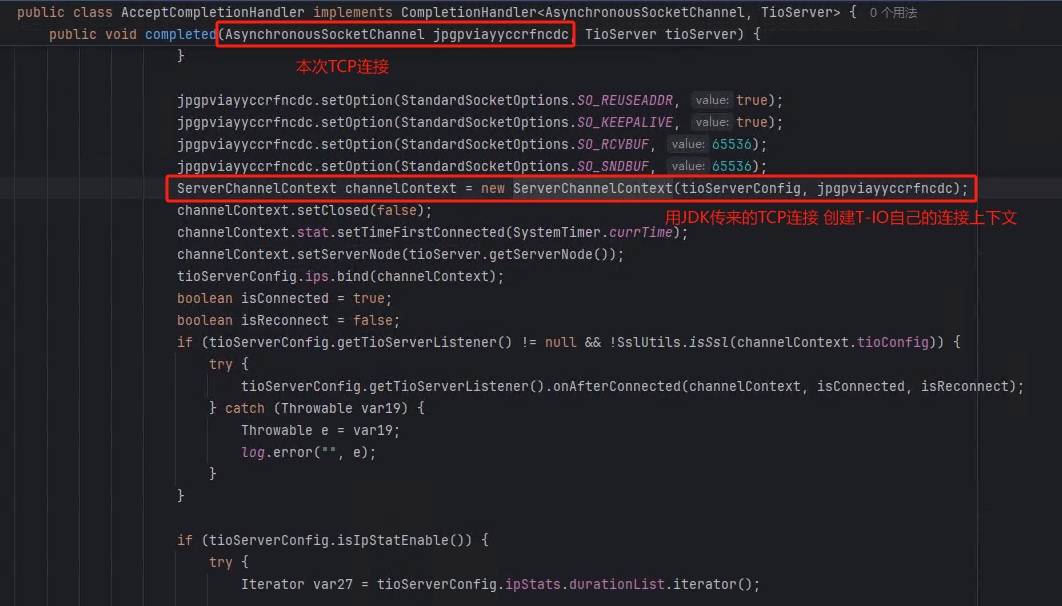 public class AcceptCompletionHandler implements CompletionHandler<AsynchronousSocketChannel, TioServer> { 0个用法
public void completed(AsynchronousSocketChannel jpgpviayyccrfncdc, TioServer tioServer) {
}
本次TCP连接
jpgpviayyccrfncdc.setOption(StandardSocketOptions.SO_REUSEADDR, value: true);
jpgpviayyccrfncdc.setOption(StandardSocketOptions.SO_KEEPALIVE, value: true);
jpgpviayyccrfncdc.setOption(StandardSocketOptions.SO_RCVBUF, value: 65536);
jpgpviayyccrfncdc.setOption(StandardSocketOptions.SO_SNDBUF, value: 65536);
ServerChannelContext channelContext = new ServerChannelContext(tioServerConfig, jpgpviayyccrfncdc);
channelContext.setClosed(false);
用JDK传来的TCP连接 创建T-IO自己的连接上下文
channelContext.stat.setTimeFirstConnected(SystemTimer.currTime);
channelContext.setServerNode(tioServer.getServerNode());
tioServerConfig.ips.bind(channelContext);
boolean isConnected = true;
boolean isReconnect = false;
if (tioServerConfig.getTioServerListener() != null && !SslUtils.isSsl(channelContext.tioConfig)) {
try {
tioServerConfig.getTioServerListener().onAfterConnected(channelContext, isConnected, isReconnect);
} catch (Throwable var19) {
Throwable e = var19;
log.error("", e);
}
}
if (tioServerConfig.isIpStatEnable()) {
try {
Iterator var27 = tioServerConfig.ipStats.durationList.iterator();